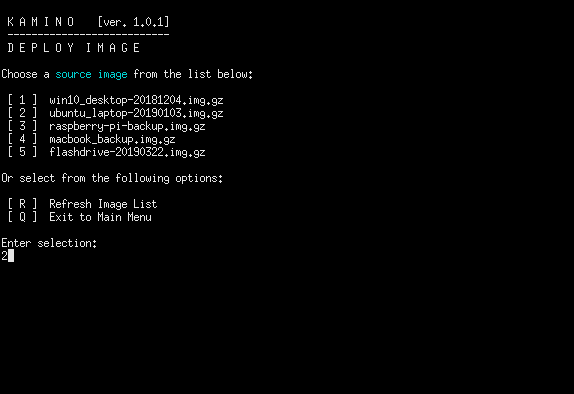 K A M I N O [ver. 1.0.1]
---------------------------
D E P L O Y I M A G E
Choose a source image from the list below:
[ 1 ] win10_desktop-20181204.img.gz
[ 2 ] ubuntu_laptop-20190103.img.gz
[ 3 ] raspberry-pi-backup.img.gz
[ 4 ] macbook_backup.img.gz
[ 5 ] flashdrive-20190322.img.gz
Or select from the following options:
[ R ] Refresh Image List
[ Q ] Exit to Main Menu
Enter selection:
2